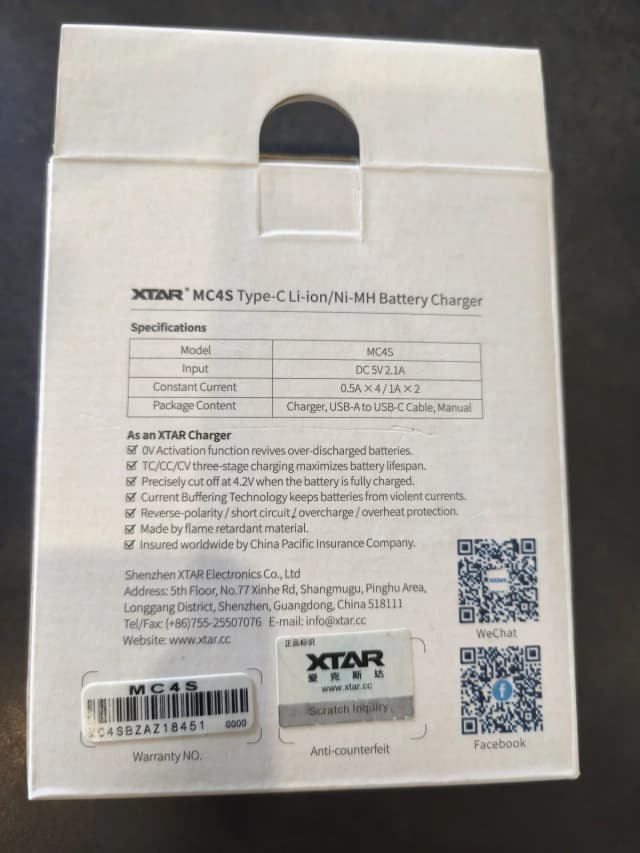 XTAR® MC4S Type-C Li-ion/Ni-MH Battery Charger
Specifications
Model MC4S
Input DC 5V 2.1A
Constant Current 0.5A×4/1A×2
Package Content Charger, USB-A to USB-C Cable, Manual
As an XTAR Charger
☑ 0V Activation function revives over-discharged batteries.
☑ TC/CC/CV three-stage charging maximizes battery lifespan.
☑ Precisely cut off at 4.2V when the battery is fully charged.
☑ Current Buffering Technology keeps batteries from violent currents.
☑ Reverse-polarity / short circuit / overcharge / overheat protection.
☑ Made by flame retardant material.
☑ Insured worldwide by China Pacific Insurance Company.
Shenzhen XTAR Electronics Co., Ltd
Address: 5th Floor, No.77 Xinhe Rd, Shangmugu, Pinghu Area,
Longgang District, Shenzhen, Guangdong, China 518111
Tel/Fax: (+86)755-25507076 E-mail: info@xtar.cc
Website: www.xtar.cc
WeChat
正品标识
XTAR
爱克斯达
www.xtar.cc
Scratch Inquiry
Anti-counterfeit
MC4S
C4SBZAZ18451 0000
Warranty NO.
XTAR
f
Facebook